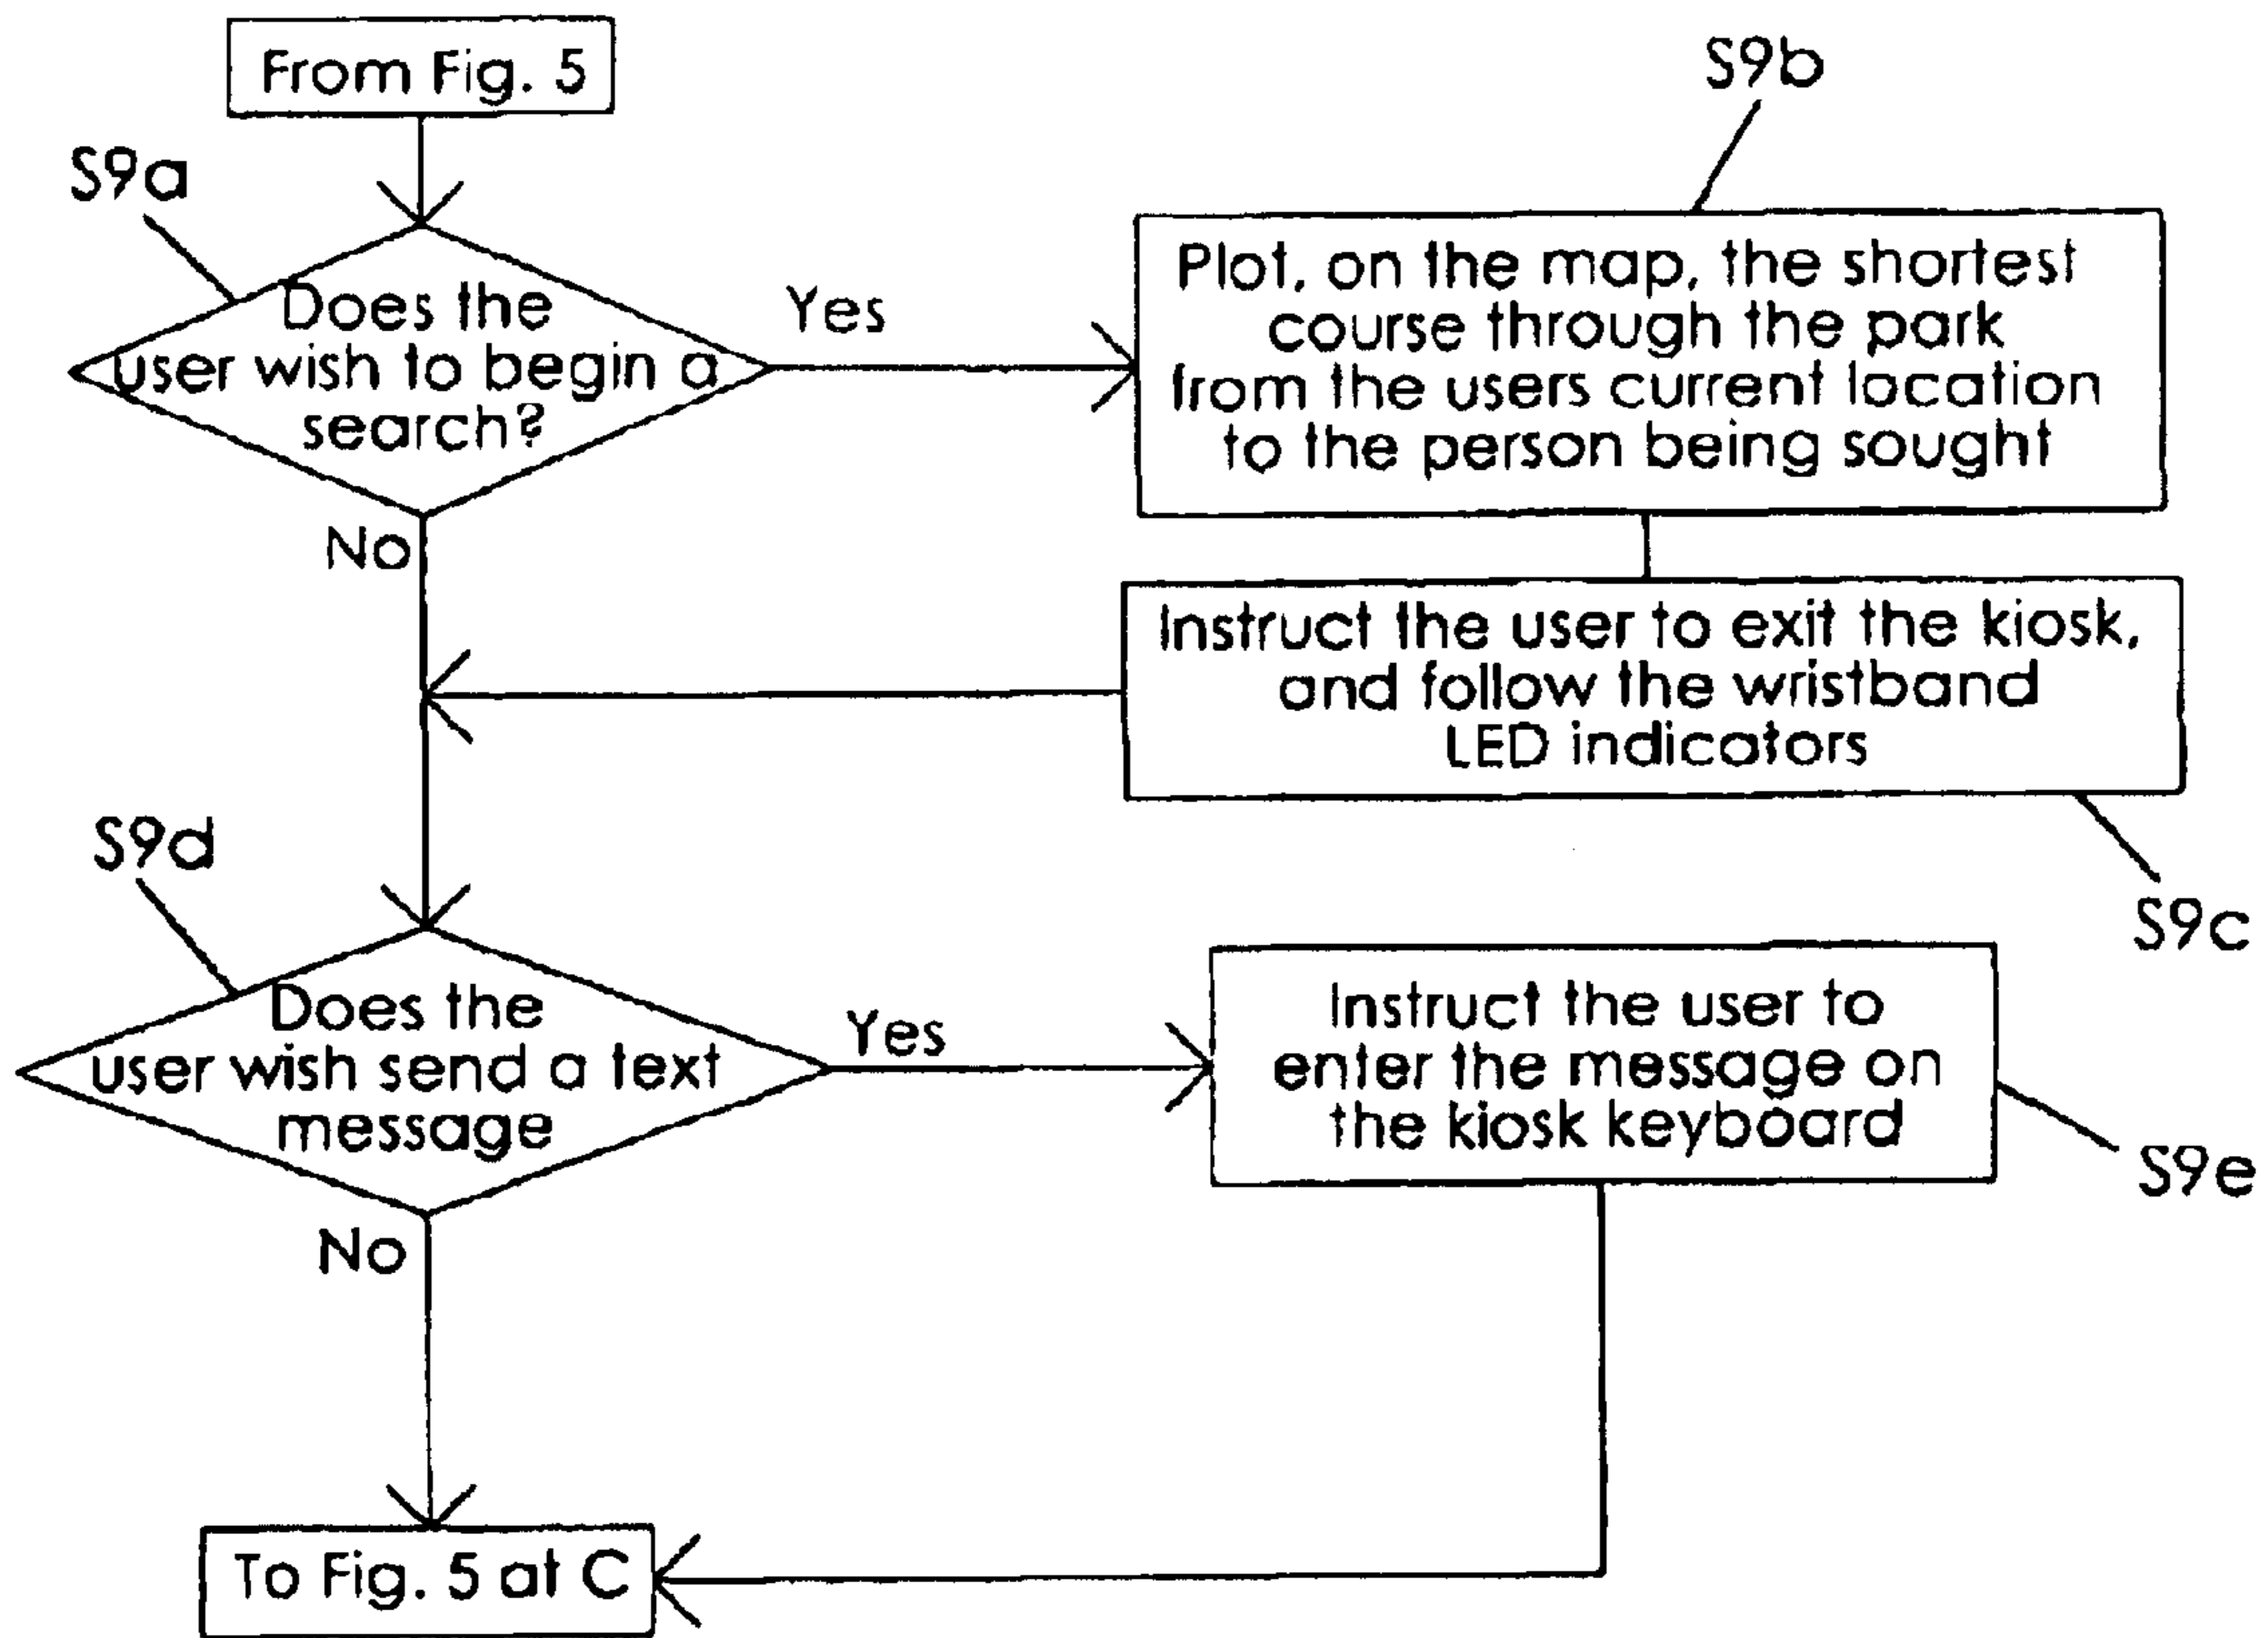 From Fig. 5
S9b
S9a
Does the
user wish to begin a
search?
Yes
No
Plot, on the map, the shortest
course through the park
from the users current location
to the person being sought
Instruct the user to exit the kiosk,
and follow the wristband
LED indicators
S9c
S9d
Does the
user wish send a text
message
Yes
No
Instruct the user to
enter the message on
the kiosk keyboard
S9e
To Fig. 5 at C